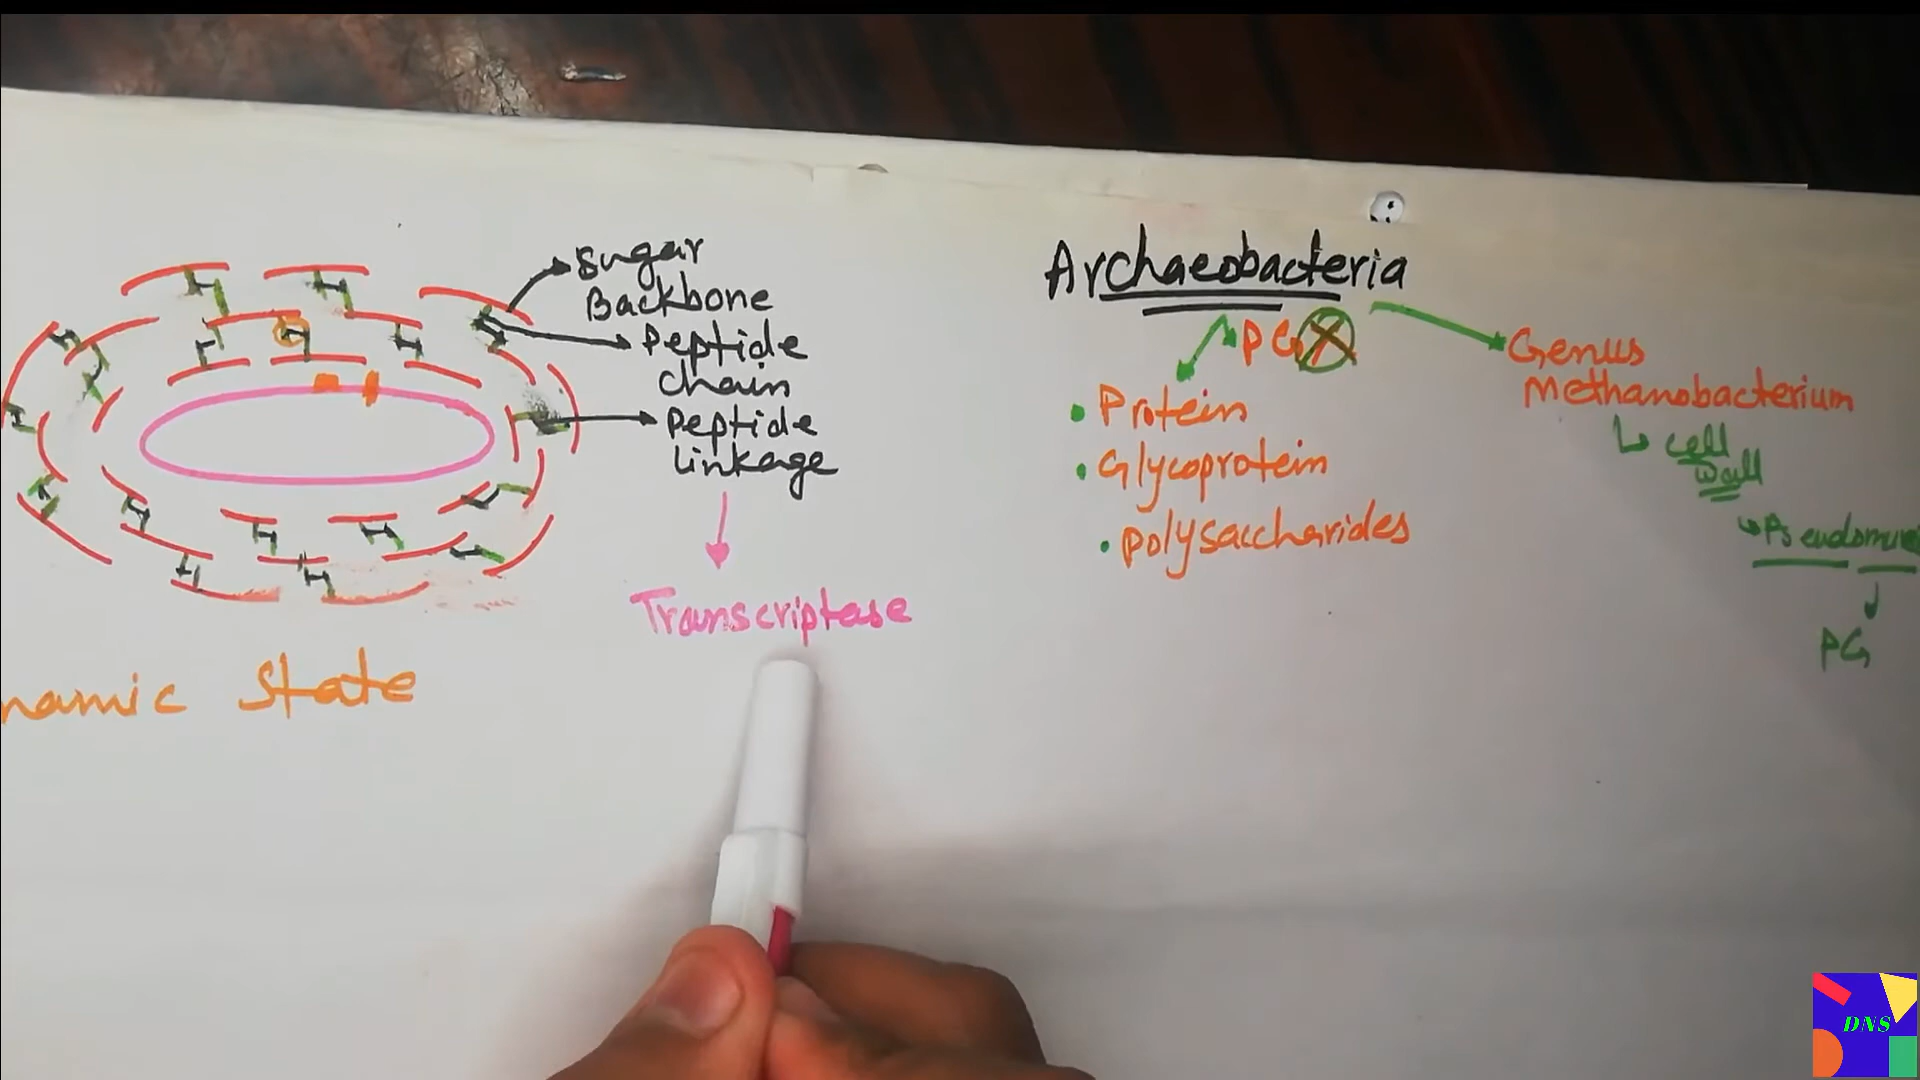 Sugar
Backbone
Peptide
chain
Peptide
Linkage
Transcriptase
namic State
Archaeobacteria
PG
Protein
Glycoprotein
Polysaccharides
Genus
Methanobacterium
cell
wall
Pseudomure
PG
DNS